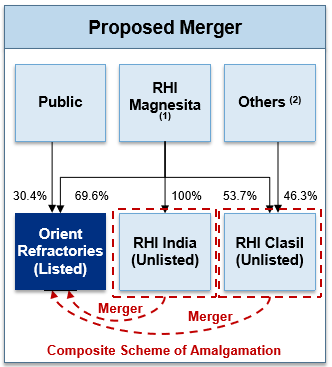 Proposed Merger
Public
RHI
Magnesita
(1)
Others (2)
30.4%
69.6%
100%
53.7%
46.3%
Orient
Refractories
(Listed)
RHI India
(Unlisted)
RHI Clasil
(Unlisted)
Merger
Merger
Composite Scheme of Amalgamation